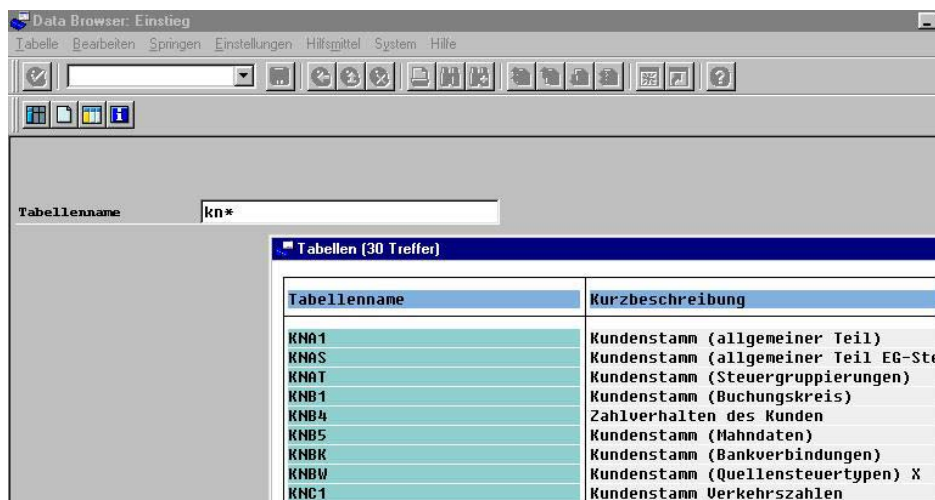 Data Browser: Einstieg
Tabelle Bearbeiten Springen Einstellungen Hilfsmittel System Hilfe
Tabellenname kn*
Tabellen (30 Treffer)
Tabellenname Kurzbeschreibung
KNA1 Kundenstamm (allgemeiner Teil)
KNAS Kundenstamm (allgemeiner Teil EG-Ste
KNAT Kundenstamm (Steuergruppierungen)
KNB1 Kundenstamm (Buchungskreis)
KNB4 Zahlverhalten des Kunden
KNB5 Kundenstamm (Mahndaten)
KNBK Kundenstamm (Bankverbindungen)
KNBW Kundenstamm (Quellensteuertypen) X
KNC1 Kundenstamm Verkehrszahlen